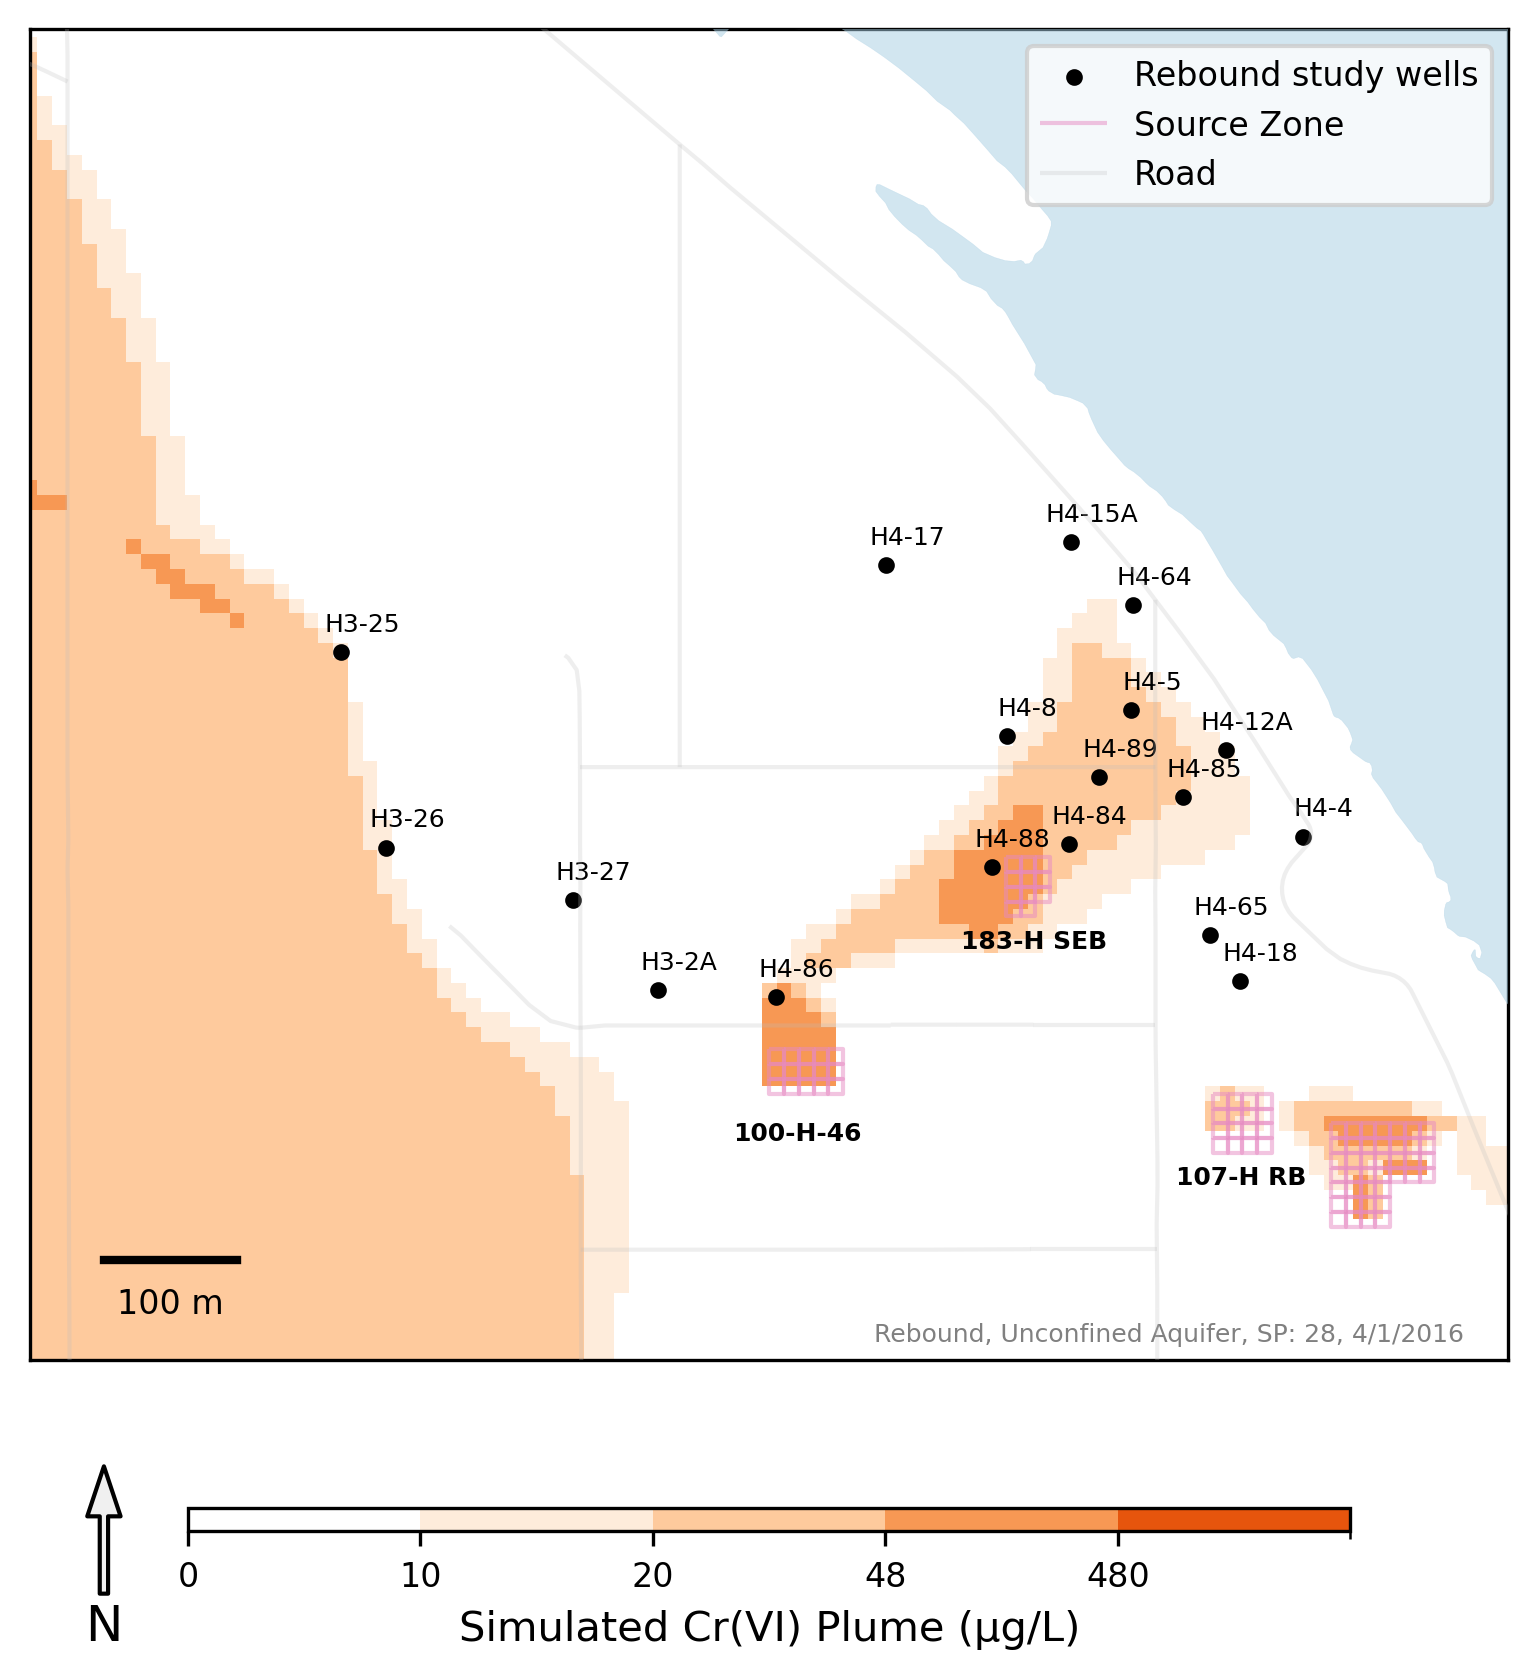 Rebound study wells
Source Zone
Road
H4-15A
H4-17
H4-64
H3-25
H4-5
H4-8
H4-12A
H4-89
H4-85
H4-4
H3-26
H4-84
H4-88
H3-27
H4-65
183-H SEB
H4-18
H3-2A
H4-86
100-H-46
107-H RB
100 m
Rebound, Unconfined Aquifer, SP: 28, 4/1/2016
0 10 20 48 480
N
Simulated Cr(VI) Plume (μg/L)